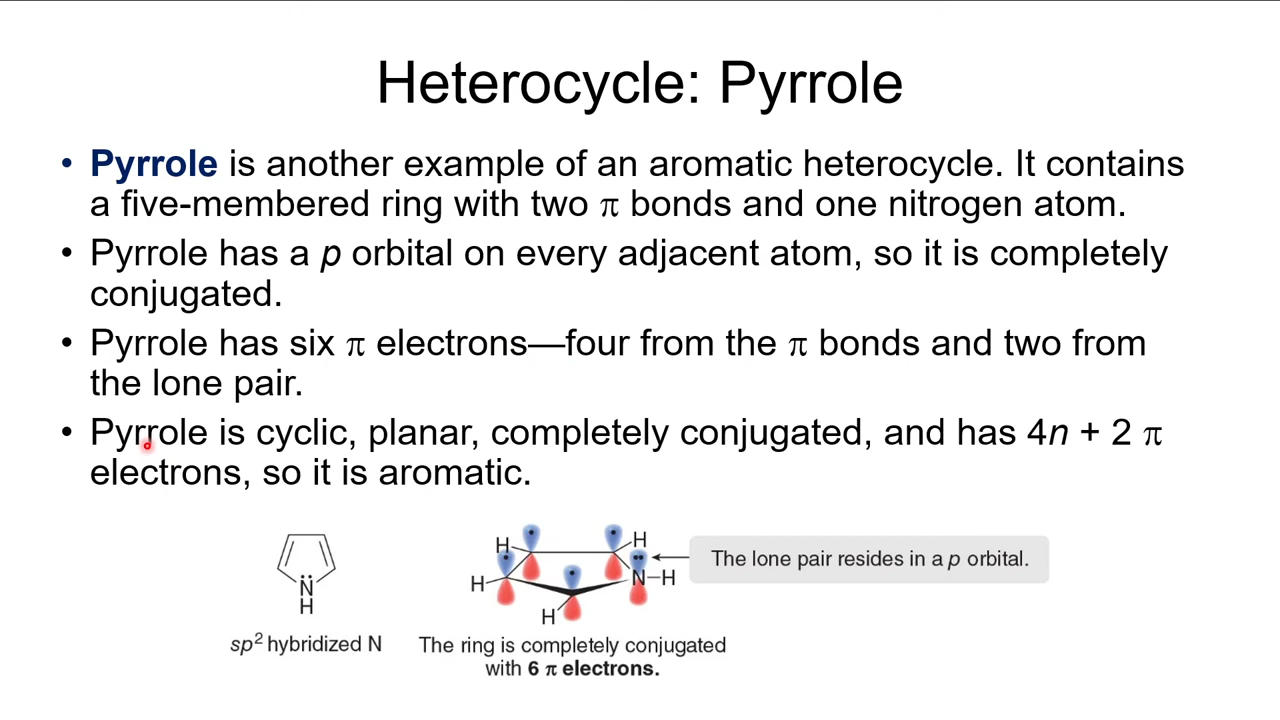 Heterocycle: Pyrrole
• Pyrrole is another example of an aromatic heterocycle. It contains
a five-membered ring with two π bonds and one nitrogen atom.
• Pyrrole has a p orbital on every adjacent atom, so it is completely
conjugated.
• Pyrrole has six π electrons—four from the π bonds and two from
the lone pair.
• Pyrrole is cyclic, planar, completely conjugated, and has 4n + 2 π
electrons, so it is aromatic.
N
H
sp² hybridized N
H
H
H
N–H
H
The lone pair resides in a p orbital.
The ring is completely conjugated
with 6 π electrons.